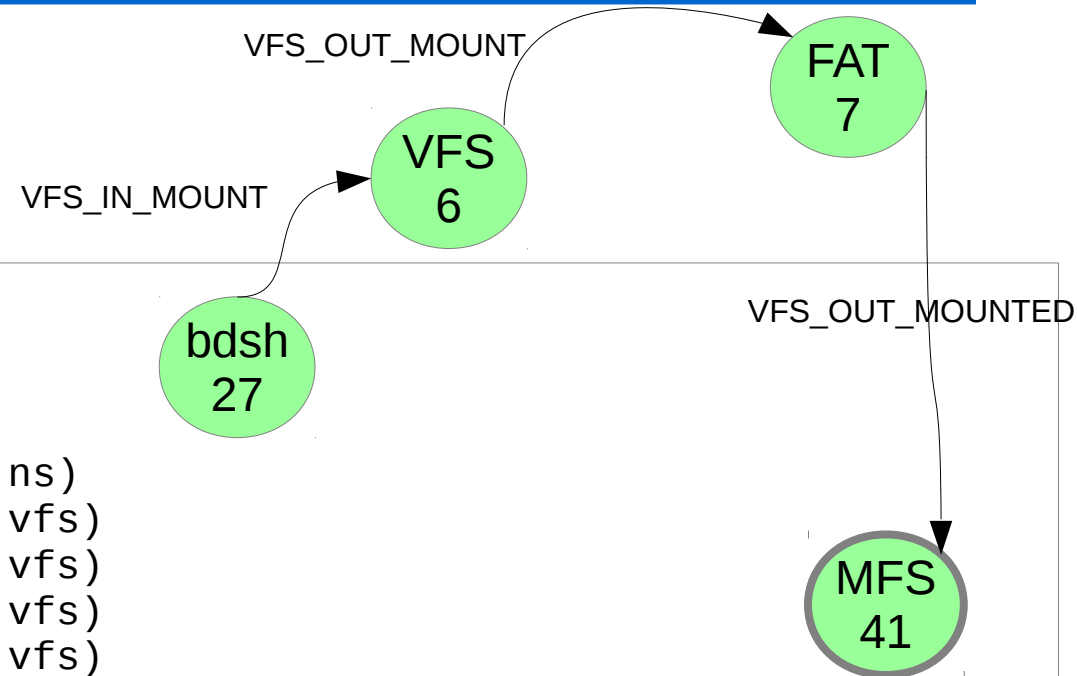 VFS_OUT_MOUNT
FAT
7
VFS
6
VFS_IN_MOUNT
VFS_OUT_MOUNTED
bdsh
27
ns)
vfs)
vfs)
vfs)
vfs)
MFS
41